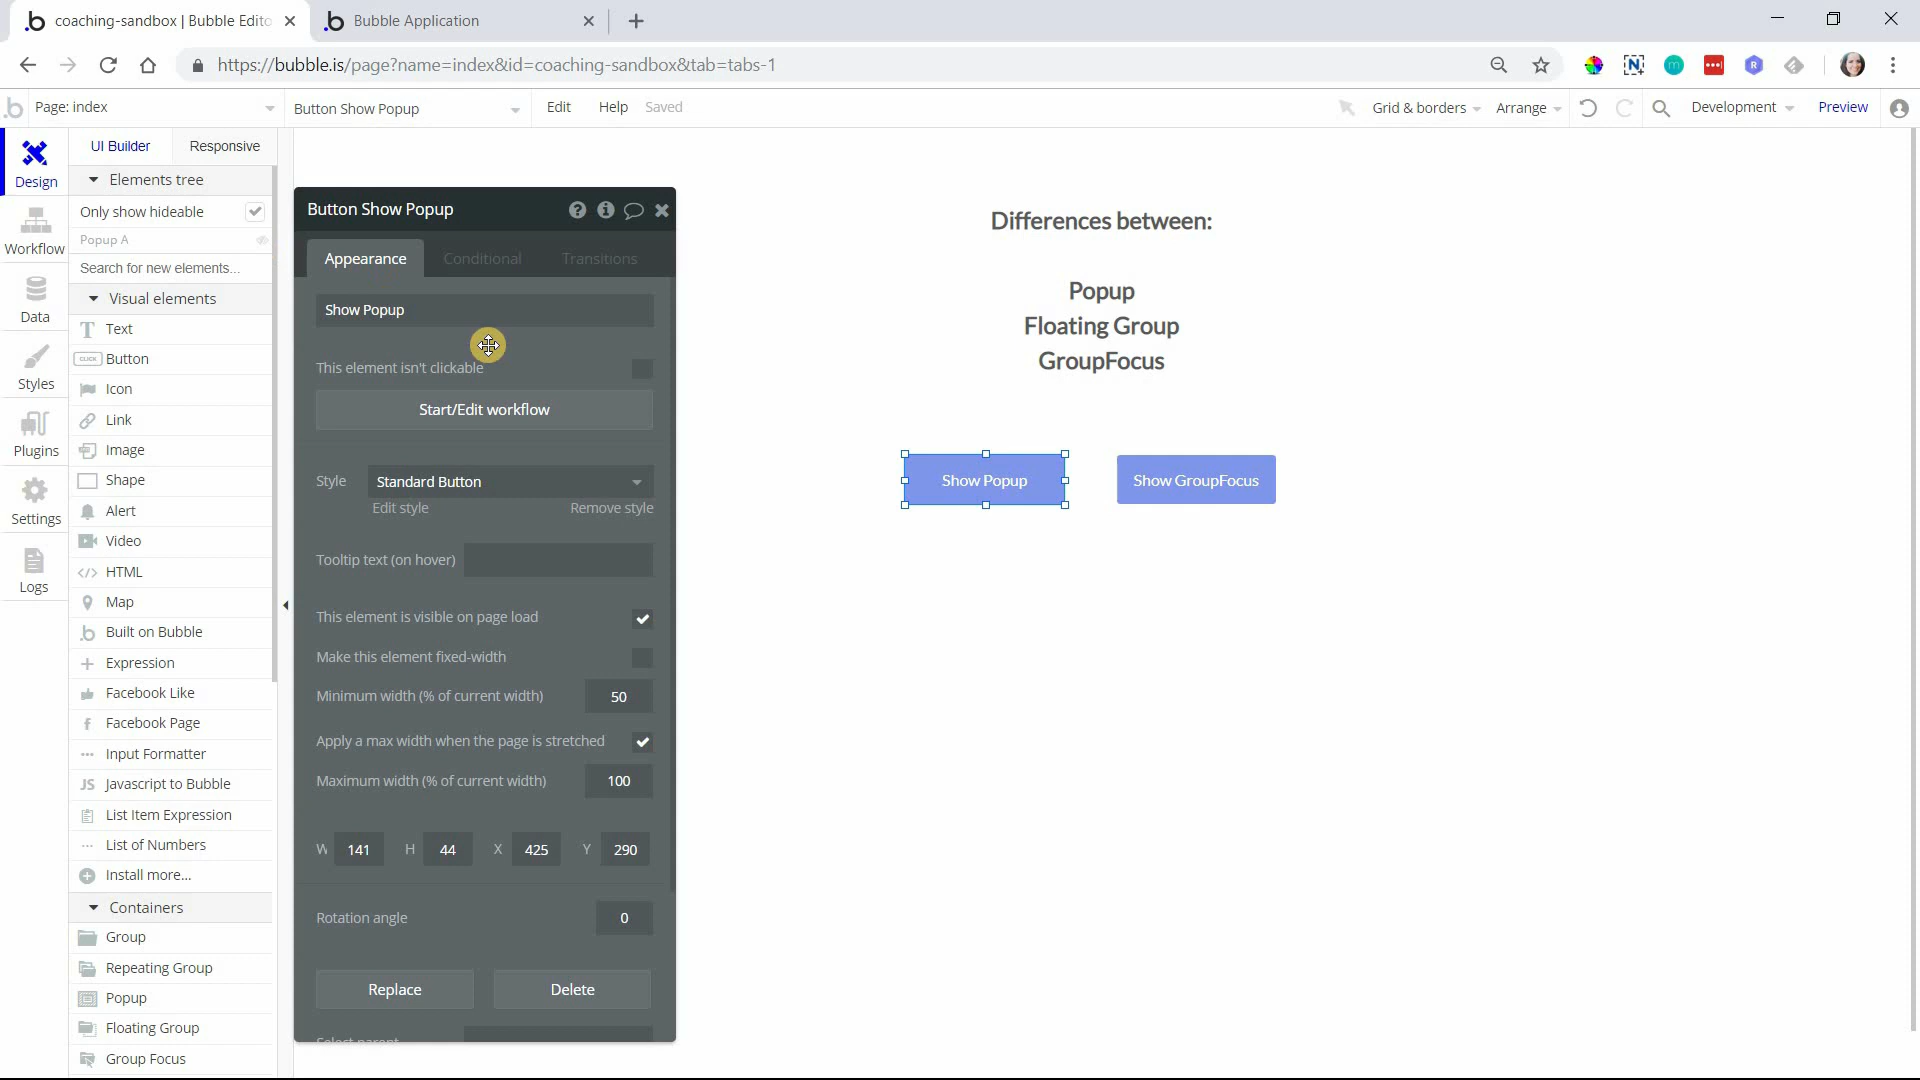 coaching-sandbox | Bubble Edito
Bubble Application
https://bubble.is/page?name=index&id=coaching-sandbox&tab=tabs-1
Page: index
Button Show Popup
Edit
Help
Saved
Grid & borders
Arrange
Development
Preview
Design
Workflow
Data
Styles
Plugins
Settings
Logs
UI Builder
Responsive
Elements tree
Only show hideable
Popup A
Search for new elements...
Visual elements
Text
Button
Icon
Link
Image
Shape
Alert
Video
HTML
Map
Built on Bubble
Expression
Facebook Like
Facebook Page
Input Formatter
Javascript to Bubble
List Item Expression
List of Numbers
Install more...
Containers
Group
Repeating Group
Popup
Floating Group
Group Focus
Button Show Popup
Appearance
Conditional
Transitions
Show Popup
This element isn't clickable
Start/Edit workflow
Style
Standard Button
Edit style
Remove style
Tooltip text (on hover)
This element is visible on page load
Make this element fixed-width
Minimum width (% of current width)
50
Apply a max width when the page is stretched
Maximum width (% of current width)
100
W 141 H 44 X 425 Y 290
Rotation angle
0
Replace
Delete
Differences between:
Popup
Floating Group
GroupFocus
Show Popup
Show GroupFocus